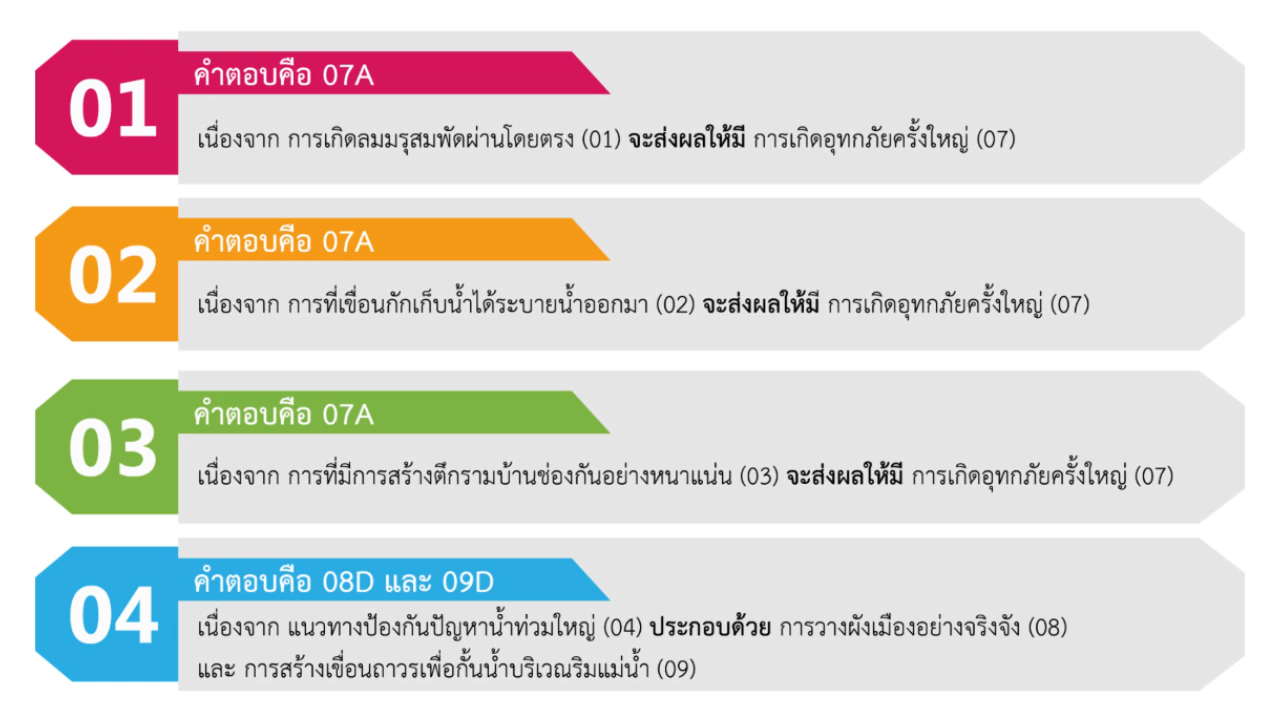 01
คำตอบคือ 07A
เนื่องจาก การเกิดลมมรุสมพัดผ่านโดยตรง (01) จะส่งผลให้มี การเกิดอุทกภัยครั้งใหญ่ (07)
02
คำตอบคือ 07A
เนื่องจาก การที่เขื่อนกักเก็บน้ำได้ระบายน้ำออกมา (02) จะส่งผลให้มี การเกิดอุทกภัยครั้งใหญ่ (07)
03
คำตอบคือ 07A
เนื่องจาก การที่มีการสร้างตึกรามบ้านช่องกันอย่างหนาแน่น (03) จะส่งผลให้มี การเกิดอุทกภัยครั้งใหญ่ (07)
04
คำตอบคือ 08D และ 09D
เนื่องจาก แนวทางป้องกันปัญหาน้ำท่วมใหญ่ (04) ประกอบด้วย การวางผังเมืองอย่างจริงจัง (08)
และ การสร้างเขื่อนถาวรเพื่อกั้นน้ำบริเวณริมแม่น้ำ (09)